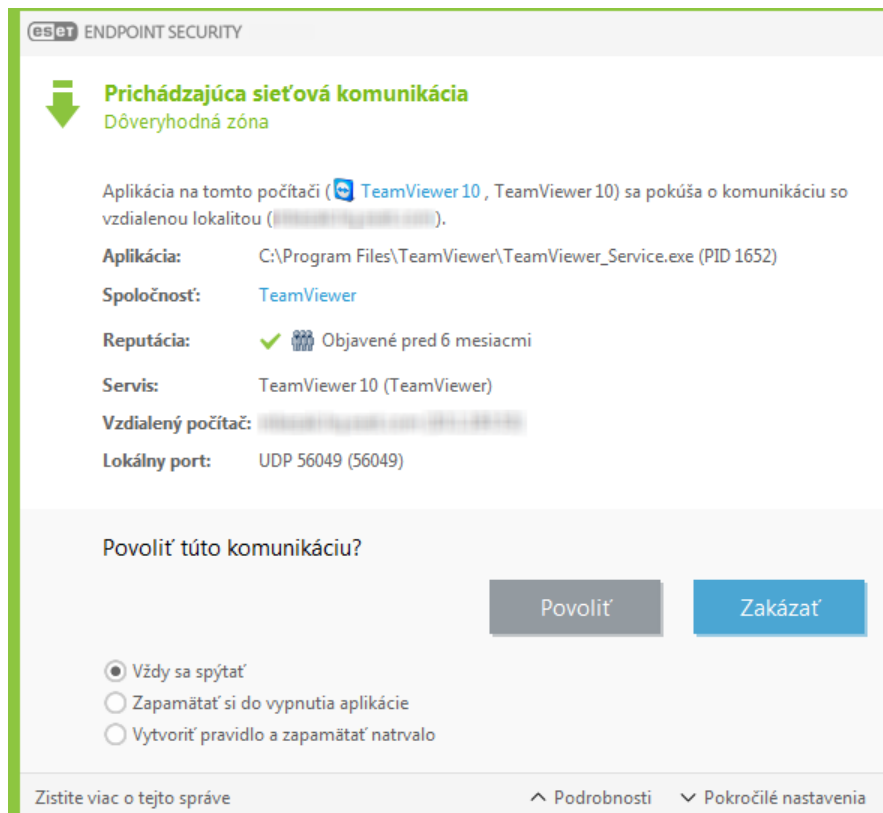 eseT ENDPOINT SECURITY
Prichádzajúca sieťová komunikácia
Dôveryhodná zóna
Aplikácia na tomto počítači ( TeamViewer 10 , TeamViewer 10) sa pokúša o komunikáciu so
vzdialenou lokalitou ( ).
Aplikácia: C:\Program Files\TeamViewer\TeamViewer_Service.exe (PID 1652)
Spoločnosť: TeamViewer
Reputácia: Objavené pred 6 mesiacmi
Servis: TeamViewer 10 (TeamViewer)
Vzdialený počítač:
Lokálny port: UDP 56049 (56049)
Povoliť túto komunikáciu?
Povoliť Zakázať
Vždy sa spýtať
Zapamätať si do vypnutia aplikácie
Vytvoriť pravidlo a zapamätať natrvalo
Zistite viac o tejto správe Podrobnosti Pokročilé nastavenia